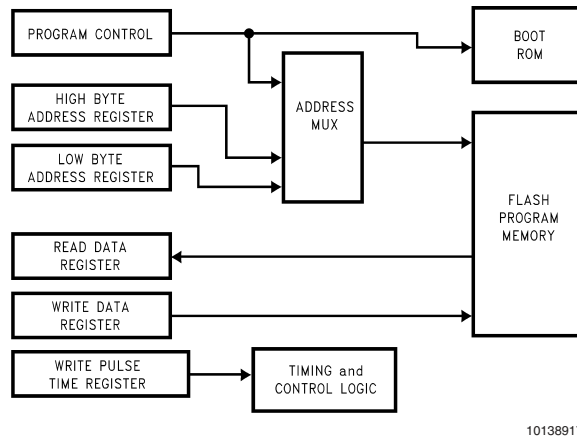 PROGRAM CONTROL
BOOT
ROM
HIGH BYTE
ADDRESS REGISTER
ADDRESS
MUX
LOW BYTE
ADDRESS REGISTER
FLASH
PROGRAM
MEMORY
READ DATA
REGISTER
WRITE DATA
REGISTER
WRITE PULSE
TIME REGISTER
TIMING and
CONTROL LOGIC
10138917